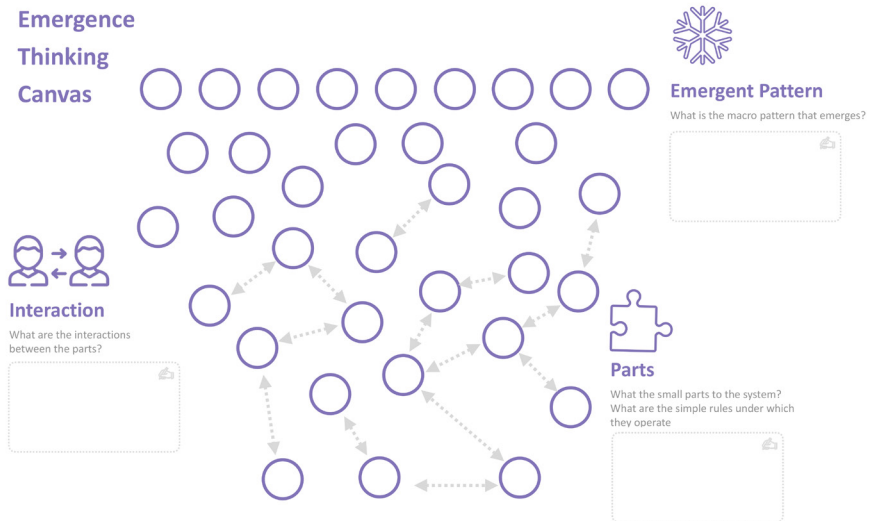 Emergence
Thinking
Canvas
Emergent Pattern
What is the macro pattern that emerges?
Interaction
What are the interactions
between the parts?
Parts
What the small parts to the system?
What are the simple rules under which
they operate